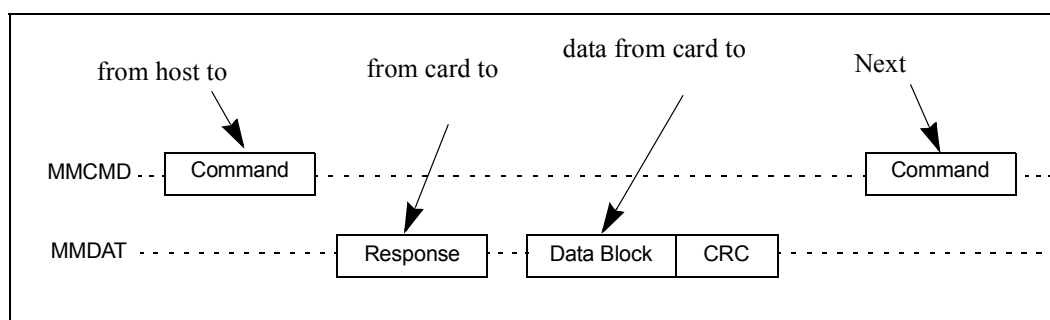 from host to
from card to
data from card to
Next
MMCMD
Command
Command
MMDAT
Response
Data Block
CRC